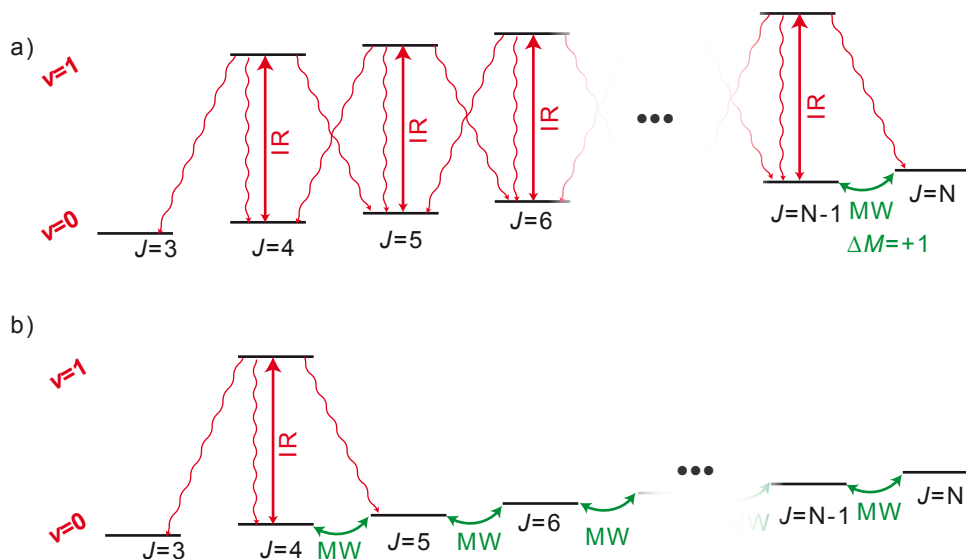 a)
v=1
IR
IR
IR
IR
v=0
J=3
J=4
J=5
J=6
J=N-1
MW
J=N
ΔM=+1
b)
v=1
IR
v=0
J=3
J=4
MW
J=5
MW
J=6
MW
MW
J=N-1
MW
J=N